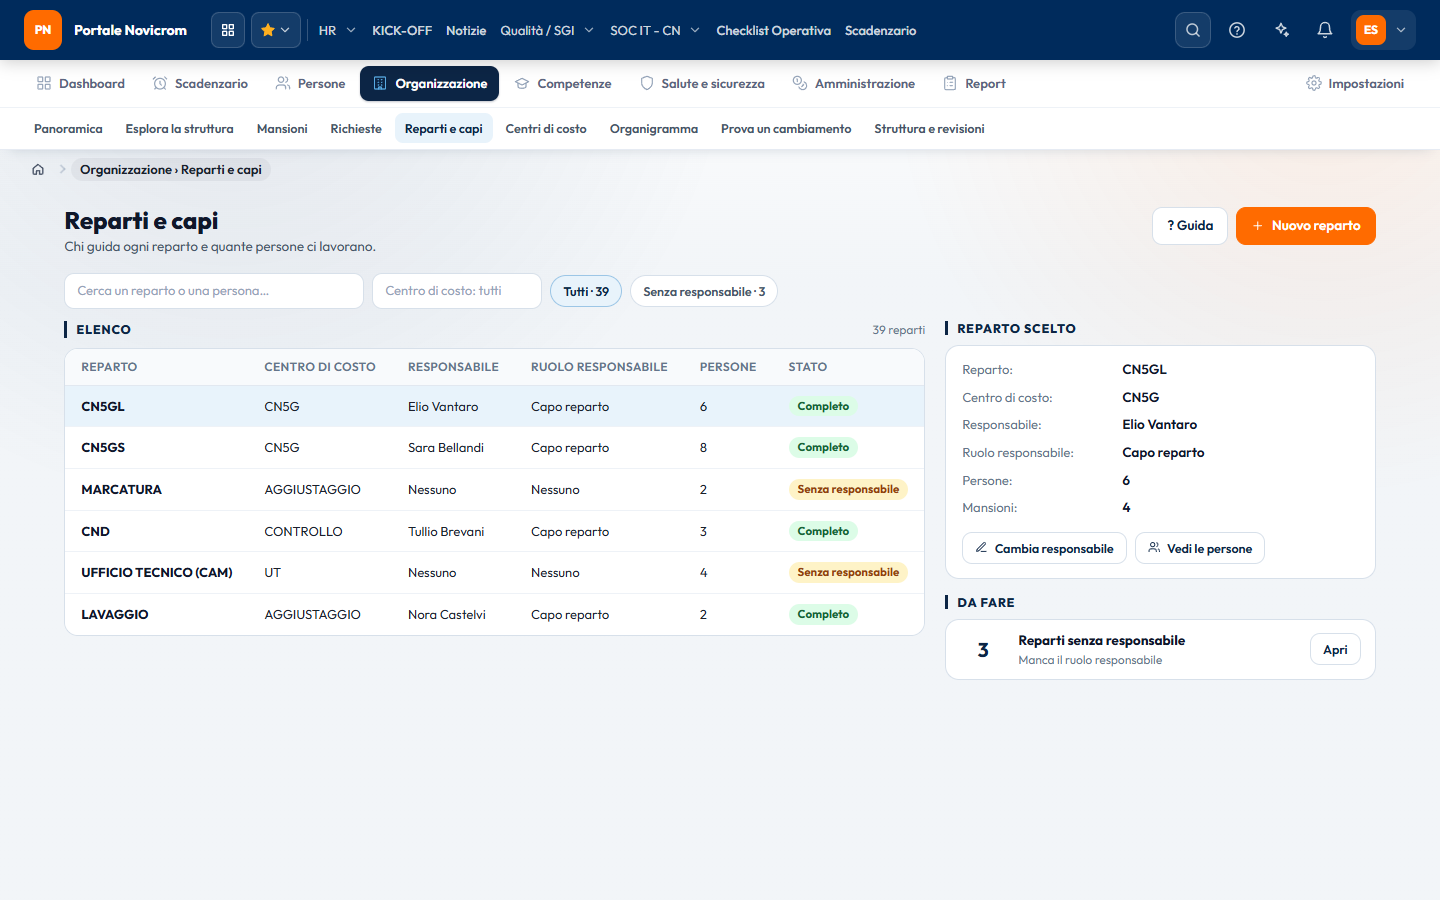 PN Portale Novicrom HR KICK-OFF Notizie Qualità / SGI SOC IT - CN Checklist Operativa Scadenzario ES
Dashboard Scadenzario Persone Organizzazione Competenze Salute e sicurezza Amministrazione Report Impostazioni
Panoramica Esplora la struttura Mansioni Richieste Reparti e capi Centri di costo Organigramma Prova un cambiamento Struttura e revisioni
Organizzazione › Reparti e capi
Reparti e capi
Chi guida ogni reparto e quante persone ci lavorano.
? Guida + Nuovo reparto
Cerca un reparto o una persona... Centro di costo: tutti Tutti · 39 Senza responsabile · 3
ELENCO 39 reparti
REPARTO CENTRO DI COSTO RESPONSABILE RUOLO RESPONSABILE PERSONE STATO
CN5GL CN5G Elio Vantaro Capo reparto 6 Completo
CN5GS CN5G Sara Bellandi Capo reparto 8 Completo
MARCATURA AGGIUSTAGGIO Nessuno Nessuno 2 Senza responsabile
CND CONTROLLO Tullio Brevani Capo reparto 3 Completo
UFFICIO TECNICO (CAM) UT Nessuno Nessuno 4 Senza responsabile
LAVAGGIO AGGIUSTAGGIO Nora Castelvi Capo reparto 2 Completo
REPARTO SCELTO
Reparto: CN5GL
Centro di costo: CN5G
Responsabile: Elio Vantaro
Ruolo responsabile: Capo reparto
Persone: 6
Mansioni: 4
Cambia responsabile Vedi le persone
DA FARE
3 Reparti senza responsabile Apri
Manca il ruolo responsabile